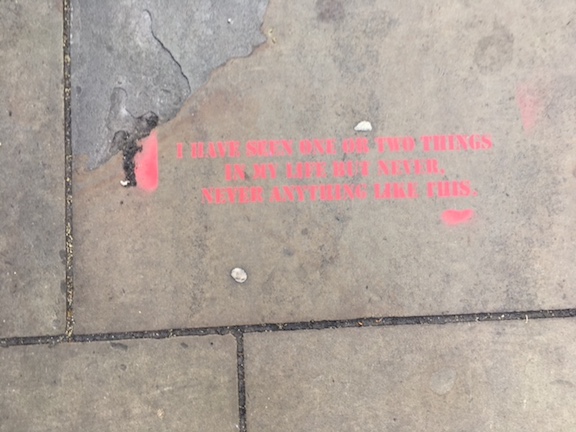 I HAVE SEEN ONE OR TWO THINGS
IN MY LIFE BUT NEVER,
NEVER ANYTHING LIKE THIS.